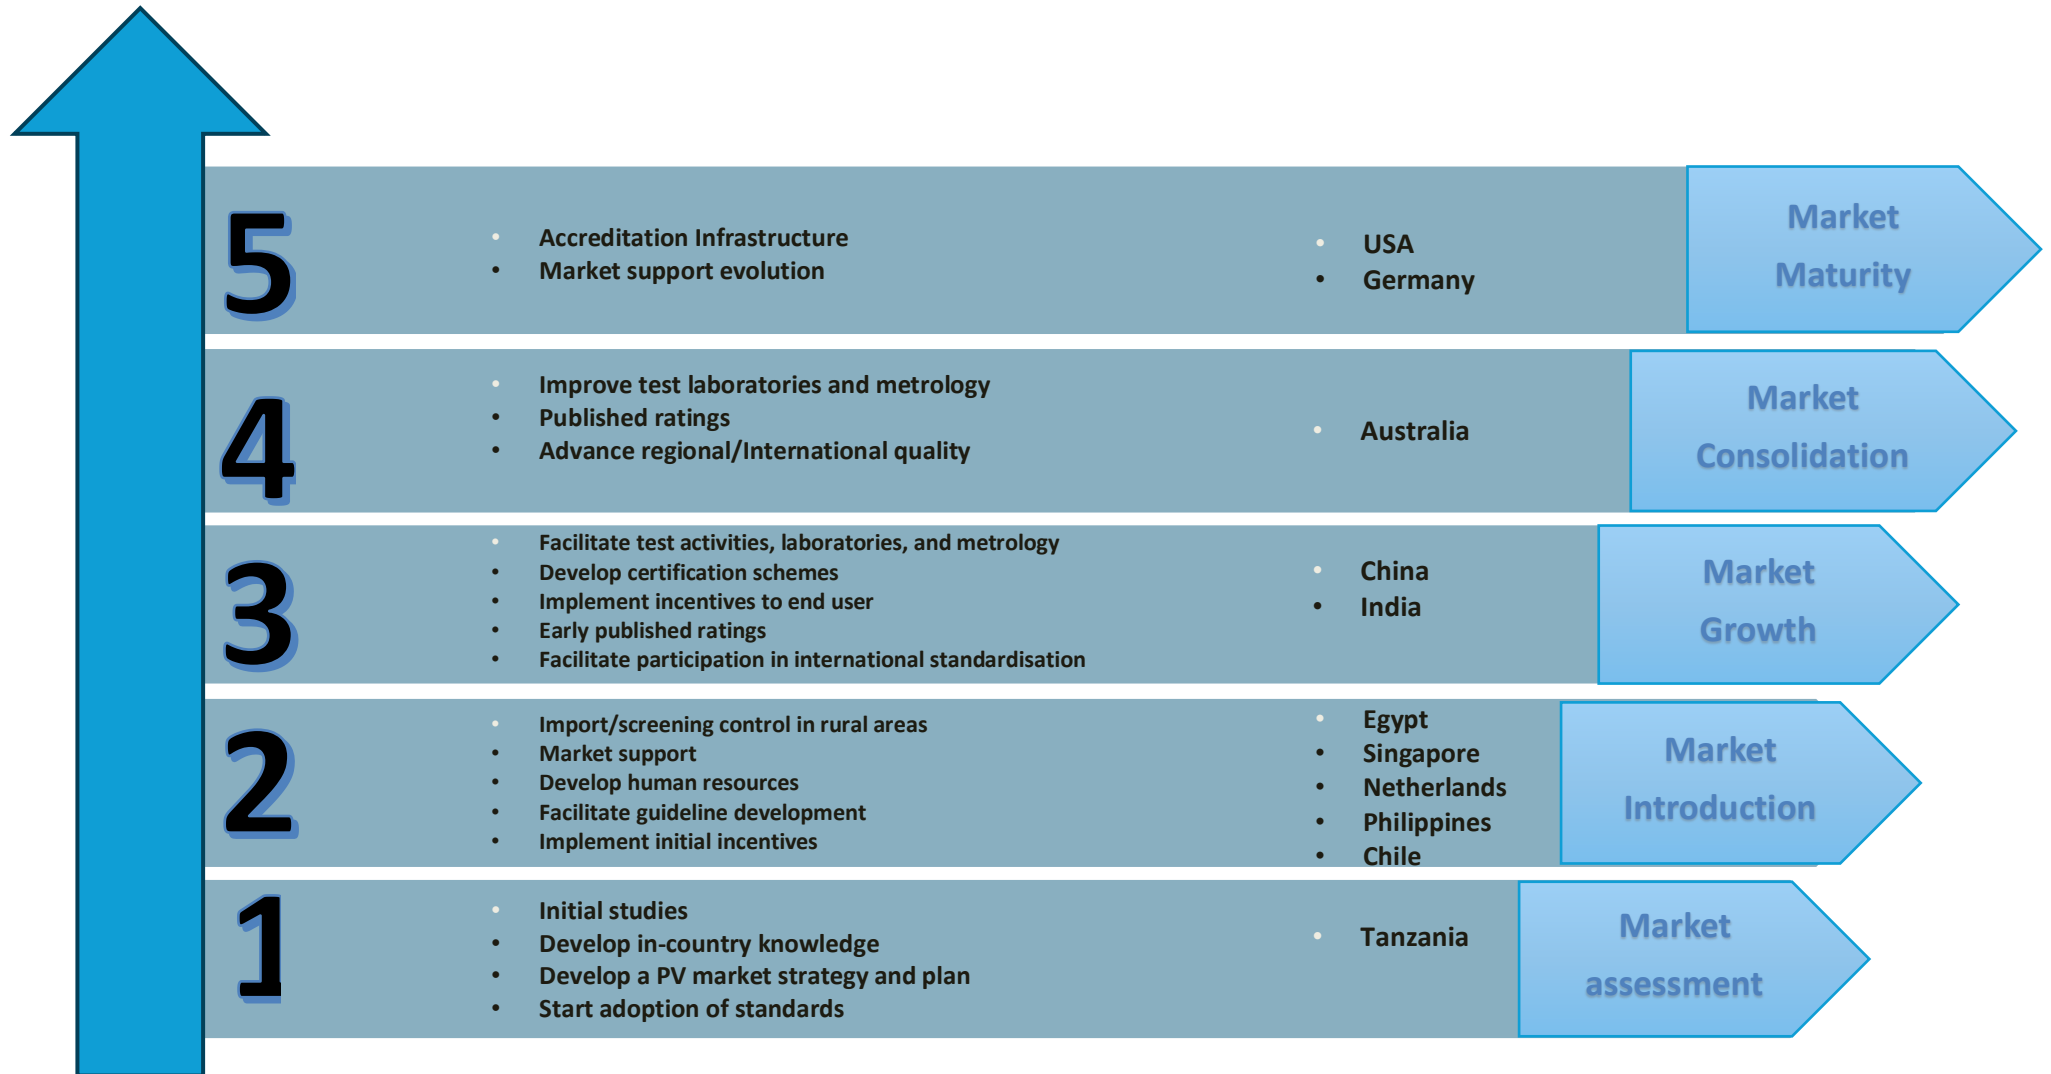 5
• Accreditation Infrastructure
• Market support evolution
• USA
• Germany
Market
Maturity
4
• Improve test laboratories and metrology
• Published ratings
• Advance regional/International quality
• Australia
Market
Consolidation
3
• Facilitate test activities, laboratories, and metrology
• Develop certification schemes
• Implement incentives to end user
• Early published ratings
• Facilitate participation in international standardisation
• China
• India
Market
Growth
2
• Import/screening control in rural areas
• Market support
• Develop human resources
• Facilitate guideline development
• Implement initial incentives
• Egypt
• Singapore
• Netherlands
• Philippines
• Chile
Market
Introduction
1
• Initial studies
• Develop in-country knowledge
• Develop a PV market strategy and plan
• Start adoption of standards
• Tanzania
Market
assessment